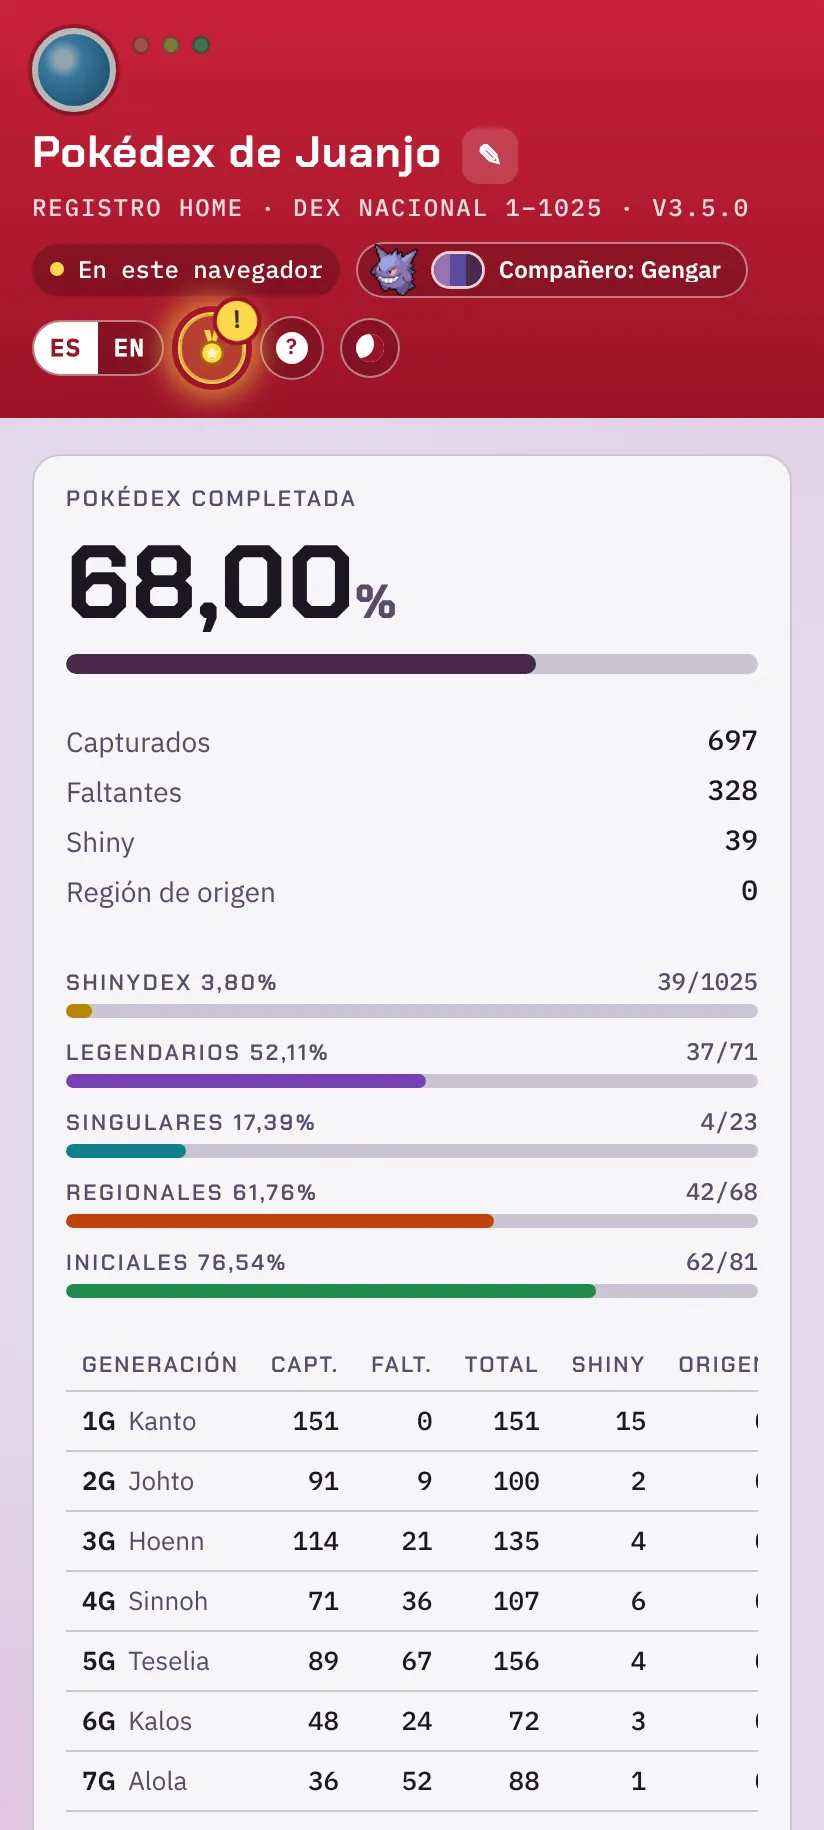 Pokédex de Juanjo ✎
REGISTRO HOME · DEX NACIONAL 1–1025 · V3.5.0
En este navegador
Compañero: Gengar
ES EN ! ?
POKÉDEX COMPLETADA
68,00%
Capturados 697
Faltantes 328
Shiny 39
Región de origen 0
SHINYDEX 3,80% 39/1025
LEGENDARIOS 52,11% 37/71
SINGULARES 17,39% 4/23
REGIONALES 61,76% 42/68
INICIALES 76,54% 62/81
GENERACIÓN CAPT. FALT. TOTAL SHINY ORIGEN
1G Kanto 151 0 151 15
2G Johto 91 9 100 2
3G Hoenn 114 21 135 4
4G Sinnoh 71 36 107 6
5G Teselia 89 67 156 4
6G Kalos 48 24 72 3
7G Alola 36 52 88 1